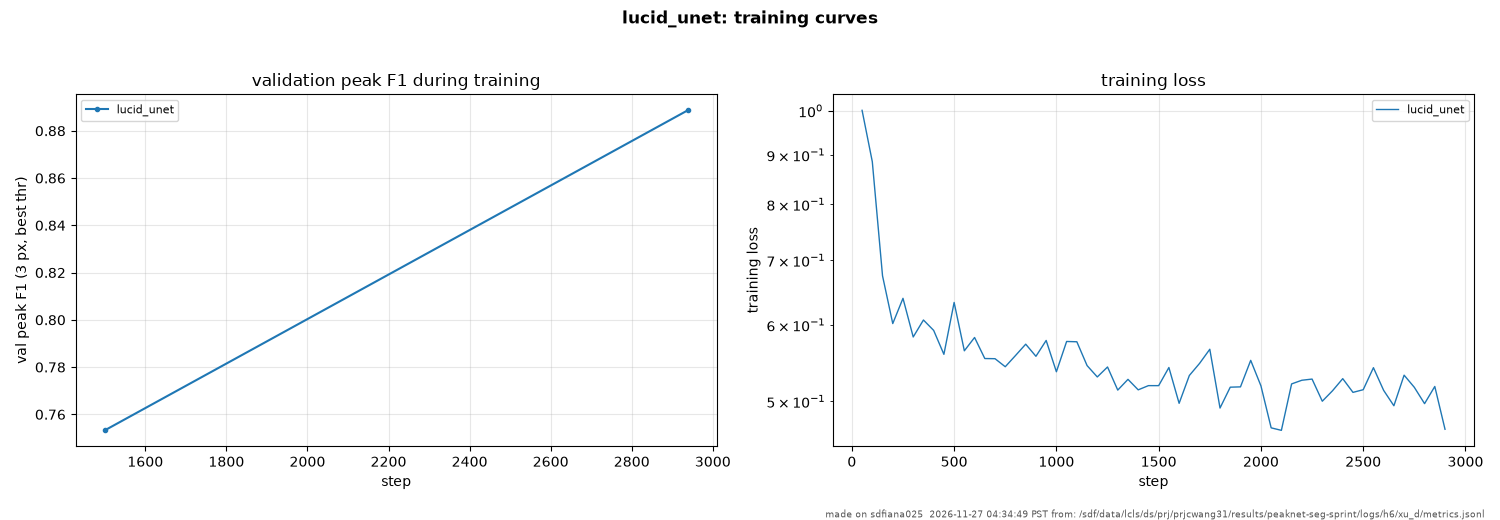 lucid_unet: training curves
validation peak F1 during training
lucid_unet
val peak F1 (3 px, best thr)
0.88
0.86
0.84
0.82
0.80
0.78
0.76
1600 1800 2000 2200 2400 2600 2800 3000
step
training loss
lucid_unet
training loss
10⁰
9 × 10⁻¹
8 × 10⁻¹
7 × 10⁻¹
6 × 10⁻¹
5 × 10⁻¹
0 500 1000 1500 2000 2500 3000
step
made on sdfiana025 2026-11-27 04:34:49 PST from: /sdf/data/lcls/ds/prj/prjcwang31/results/peaknet-seg-sprint/logs/h6/xu_d/metrics.jsonl